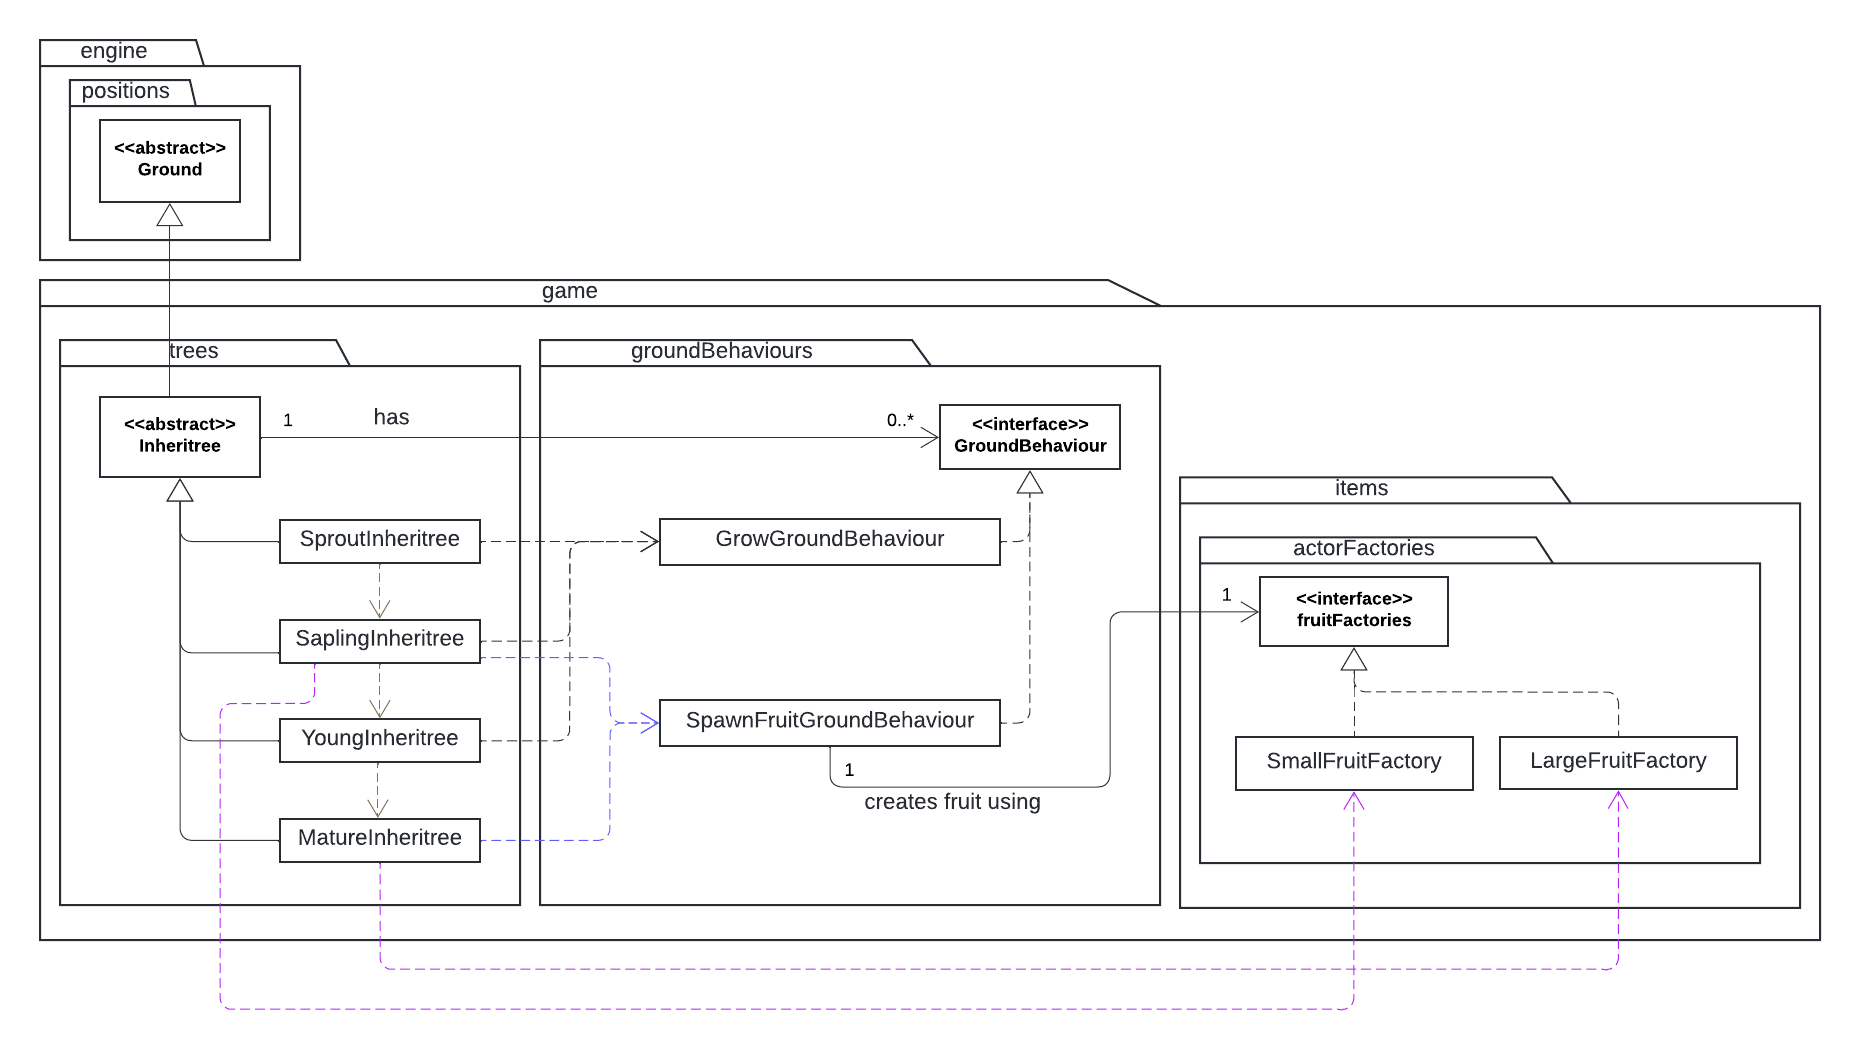 engine
positions
<<abstract>>
Ground
game
trees
groundBehaviours
<<abstract>>
Inheritree
1
has
0..*
<<interface>>
GroundBehaviour
items
SproutInheritree
GrowGroundBehaviour
actorFactories
1
<<interface>>
fruitFactories
SaplingInheritree
YoungInheritree
SpawnFruitGroundBehaviour
1
creates fruit using
SmallFruitFactory
LargeFruitFactory
MatureInheritree